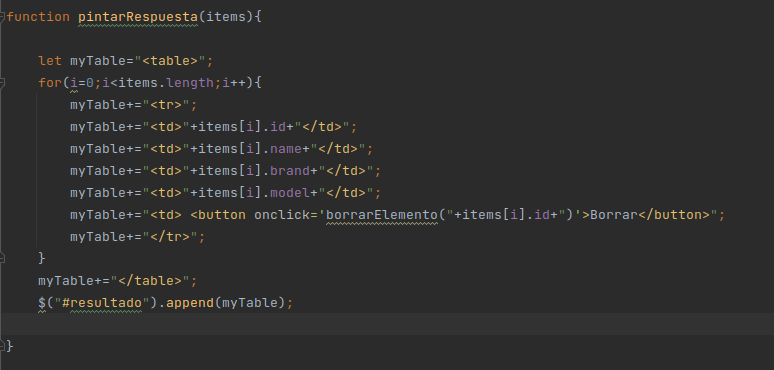 function pintarRespuesta(items){
let myTable="<table>";
for(i=0;i<items.length;i++){
myTable+="<tr>";
myTable+="<td>"+items[i].id+"</td>";
myTable+="<td>"+items[i].name+"</td>";
myTable+="<td>"+items[i].brand+"</td>";
myTable+="<td>"+items[i].model+"</td>";
myTable+="<td> <button onclick='borrarElemento("+items[i].id+")'>Borrar</button>";
myTable+="</tr>";
}
myTable+="</table>";
$("#resultado").append(myTable);
}